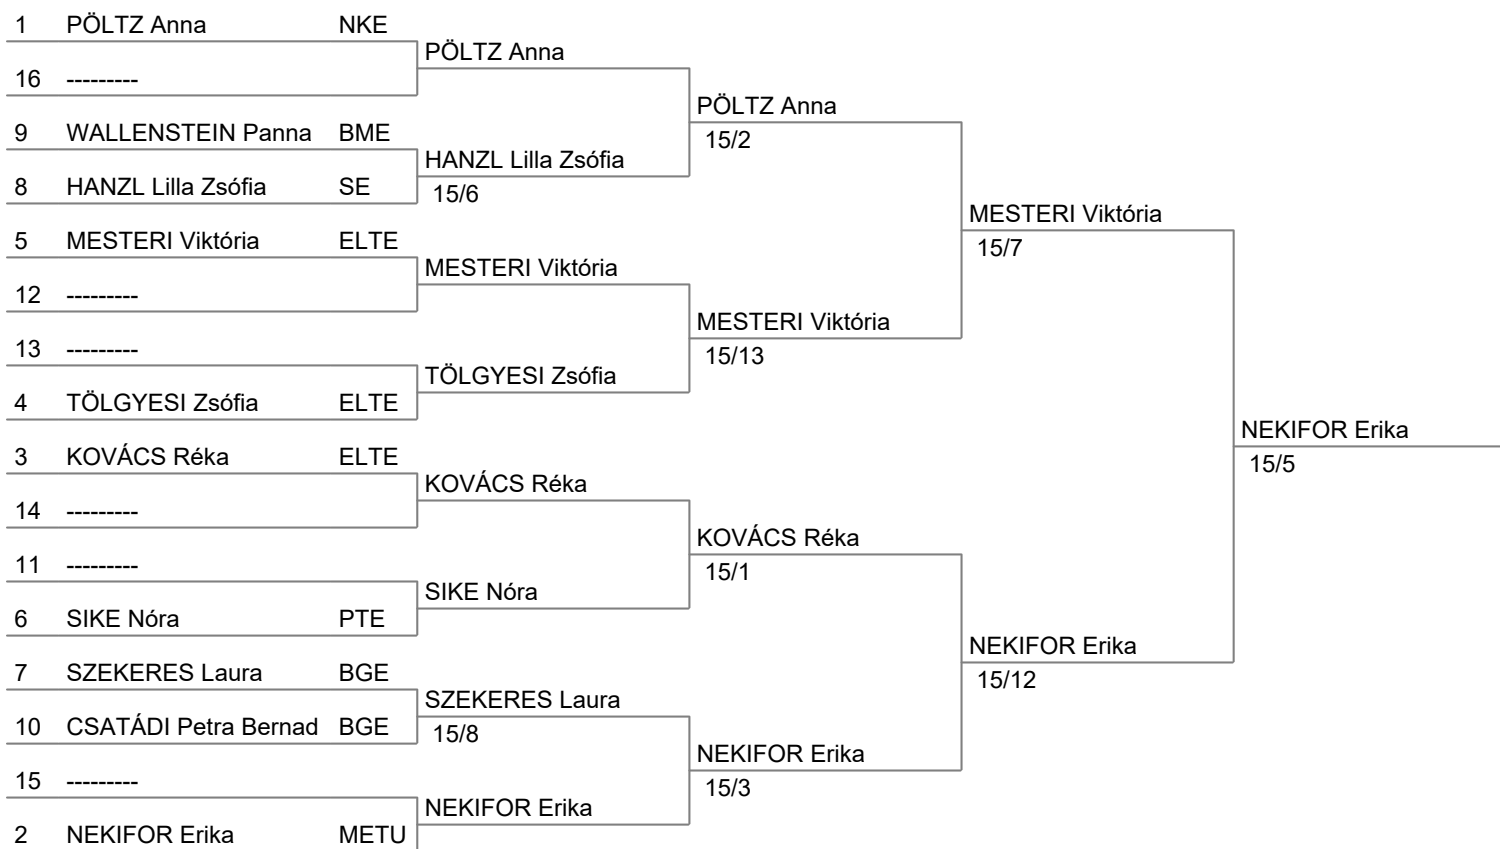 1 PÖLTZ Anna NKE
16 ---------
9 WALLENSTEIN Panna BME
8 HANZL Lilla Zsófia SE
5 MESTERI Viktória ELTE
12 ---------
13 ---------
4 TÖLGYESI Zsófia ELTE
3 KOVÁCS Réka ELTE
14 ---------
11 ---------
6 SIKE Nóra PTE
7 SZEKERES Laura BGE
10 CSATÁDI Petra Bernad BGE
15 ---------
2 NEKIFOR Erika METU
PÖLTZ Anna
HANZL Lilla Zsófia
15/6
MESTERI Viktória
TÖLGYESI Zsófia
KOVÁCS Réka
SIKE Nóra
SZEKERES Laura
15/8
NEKIFOR Erika
PÖLTZ Anna
15/2
MESTERI Viktória
15/13
KOVÁCS Réka
15/1
NEKIFOR Erika
15/3
MESTERI Viktória
15/7
NEKIFOR Erika
15/12
NEKIFOR Erika
15/5